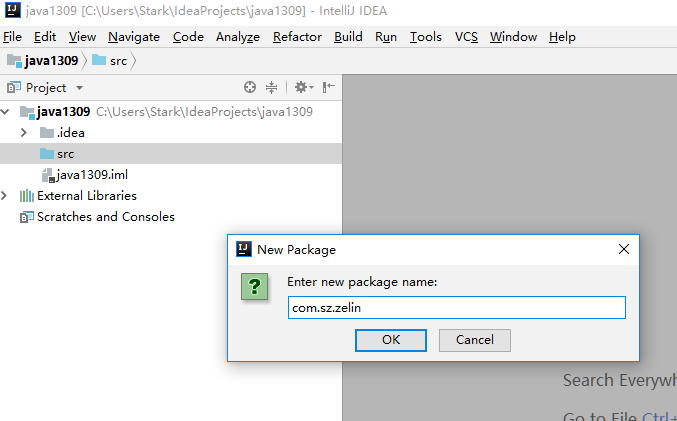 java1309 [C:\Users\Stark\IdeaProjects\java1309] - IntelliJ IDEA
File Edit View Navigate Code Analyze Refactor Build Run Tools VCS Window Help
java1309 src
Project
java1309 C:\Users\Stark\IdeaProjects\java1309
.idea
src
java1309.iml
External Libraries
Scratches and Consoles
New Package
Enter new package name:
com.sz.zelin
OK Cancel
Search
Go to File Ctrl+